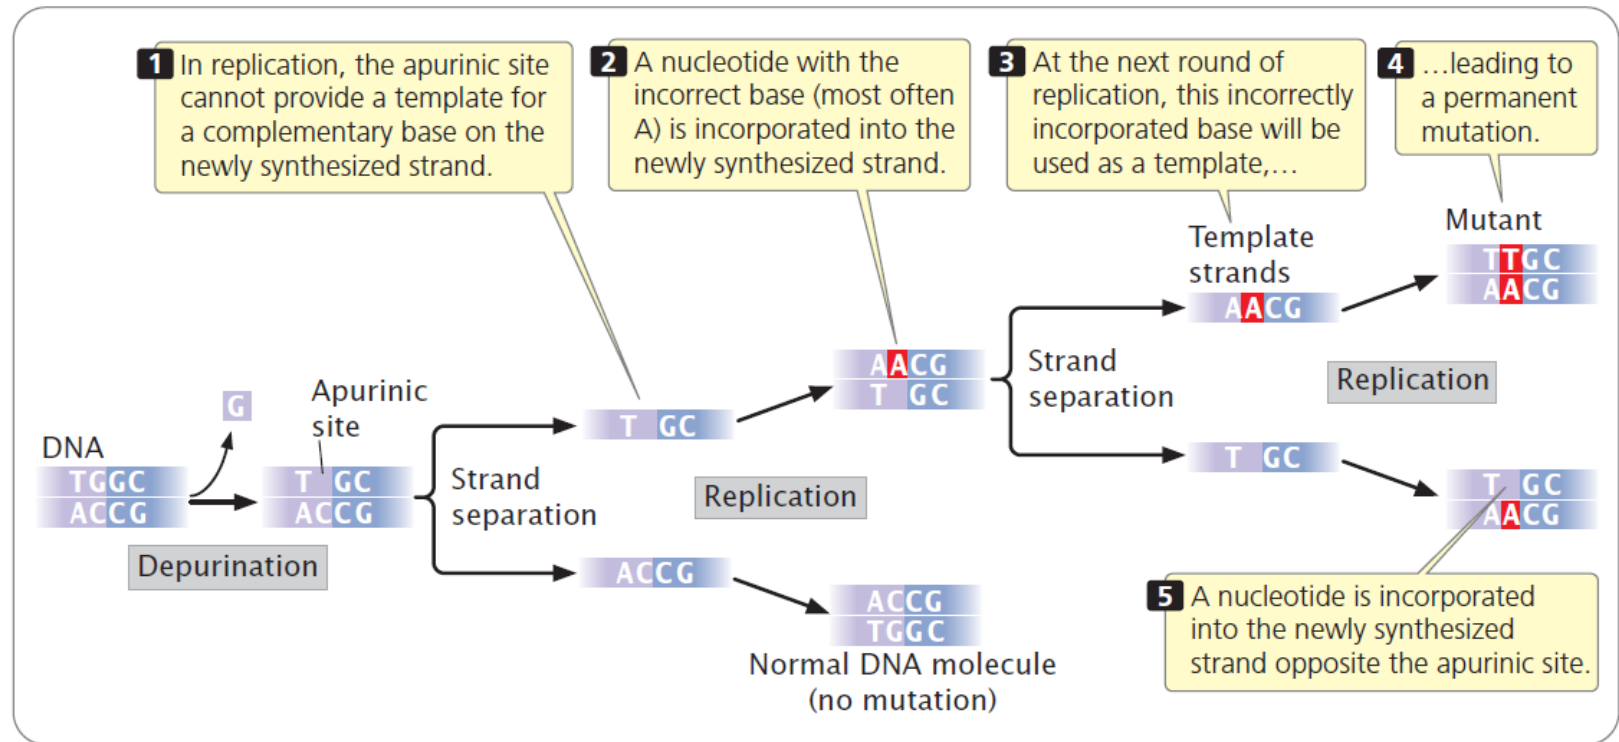 1 In replication, the apurinic site
cannot provide a template for
a complementary base on the
newly synthesized strand.
2 A nucleotide with the
incorrect base (most often
A) is incorporated into the
newly synthesized strand.
3 At the next round of
replication, this incorrectly
incorporated base will be
used as a template,…
4 …leading to
a permanent
mutation.
DNA
TGGC
ACCG
G
Depurination
Apurinic
site
T GC
ACCG
Strand
separation
T GC
ACCG
Replication
AACG
T GC
ACCG
TGGC
Normal DNA molecule
(no mutation)
Strand
separation
Template
strands
AACG
T GC
Replication
Mutant
TTGC
AACG
T GC
AACG
5 A nucleotide is incorporated
into the newly synthesized
strand opposite the apurinic site.